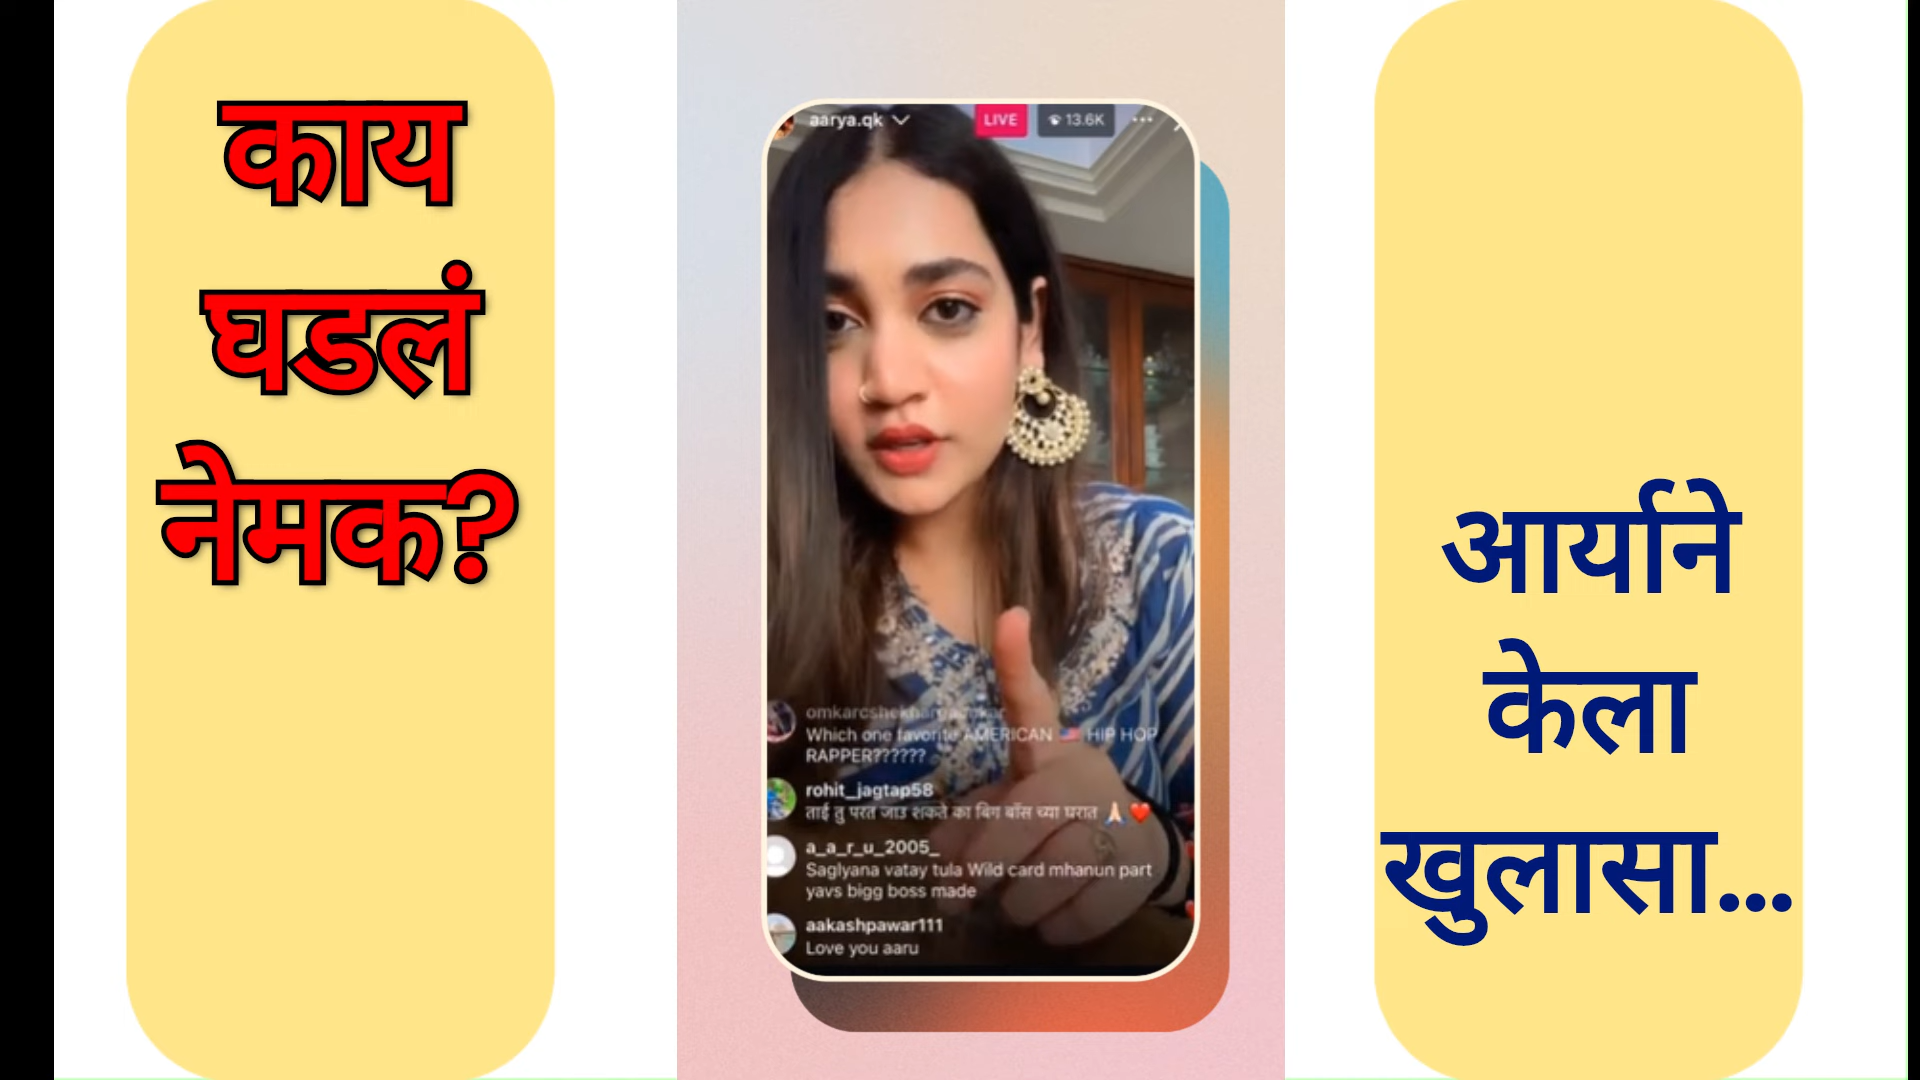 काय
घडलं
नेमक?
aarya.qk
LIVE
13.6K
Which one favorite AMERICAN 🇺🇸 HIP HOP
RAPPER??????
rohit_jagtap58
ताई तु परत जाउ शकते का बिग बॉस च्या घरात 🙏🏻❤️
a_a_r_u_2005_
Saglyana vatay tula Wild card mhanun part
yavs bigg boss made
aakashpawar111
Love you aaru
आर्याने
केला
खुलासा...